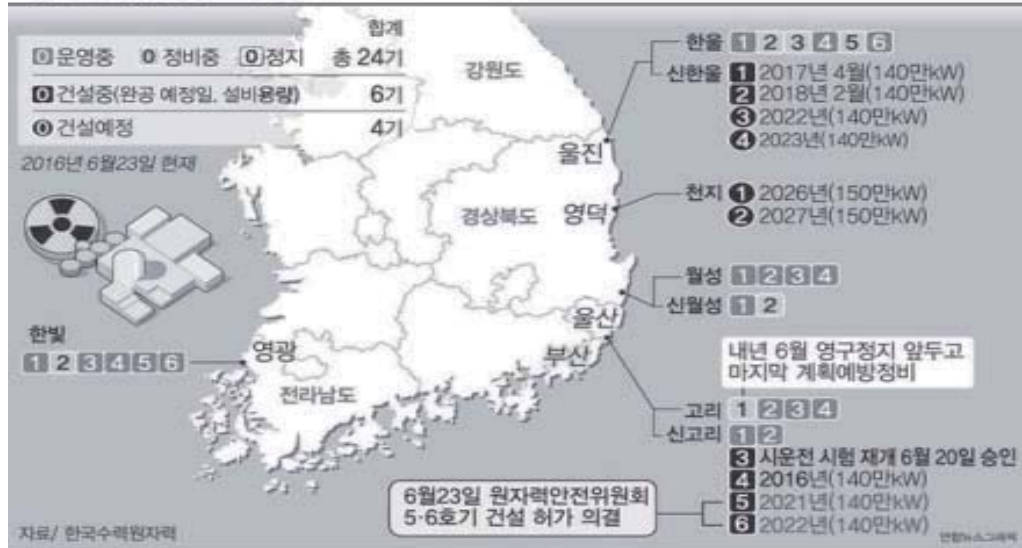 합계
0 운영중 0 정비중 0 정지 총 24기
0 건설중(완공 예정일, 설비용량) 6기
0 건설예정 4기
2016년 6월23일 현재
강원도
한울 1 2 3 4 5 6
신한울 1 2017년 4월(140만kW)
2 2018년 2월(140만kW)
3 2022년(140만kW)
4 2023년(140만kW)
울진
천지 1 2026년(150만kW)
2 2027년(150만kW)
경상북도 영덕
월성 1 2 3 4
신월성 1 2
울산
한빛
1 2 3 4 5 6
영광
부산
전라남도
내년 6월 영구정지 앞두고
마지막 계획예방정비
고리 1 2 3 4
신고리 1 2
3 시운전 시험 재개 6월 20일 승인
4 2016년(140만kW)
5 2021년(140만kW)
6 2022년(140만kW)
6월23일 원자력안전위원회
5·6호기 건설 허가 의결
자료/ 한국수력원자력
연합뉴스그래픽